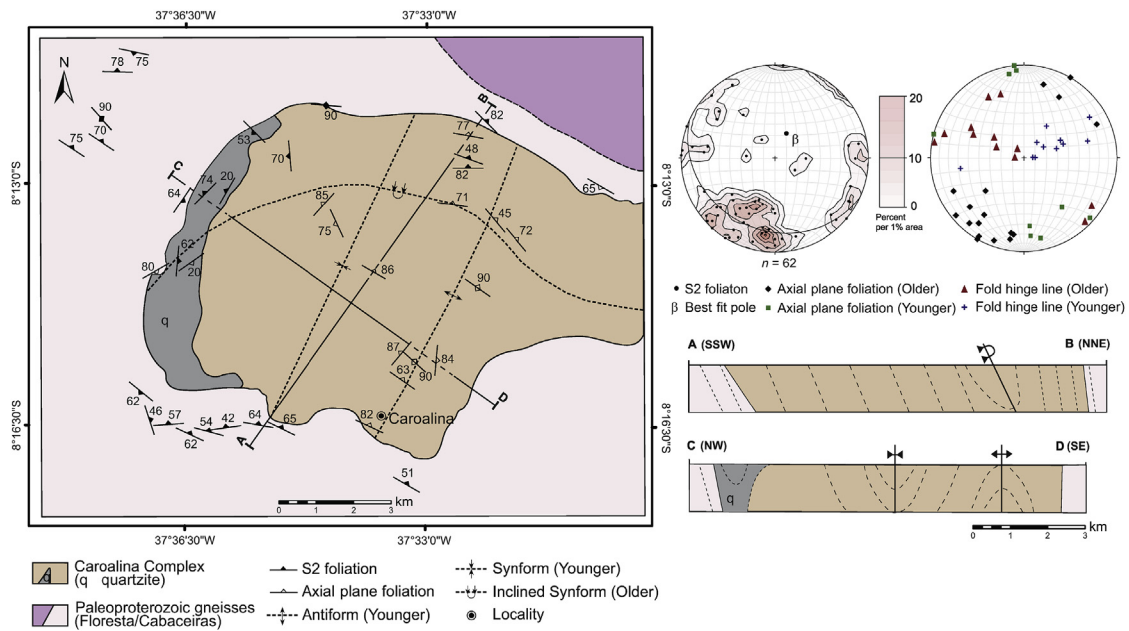 37°36'30"W
37°33'0"W
N
78
75
90
75
70
53
90
B
77
82
48
82
70
C
74
20
64
85
75
71
45
72
65
62
80
20
86
90
q
87
84
63
90
D
62
46
57
54
42
64
65
62
A
82
Caroalina
51
0
1
2
3
km
8°13'0"S
8°16'30"S
8°13'0"S
8°16'30"S
37°36'30"W
37°33'0"W
q
Caroalina Complex
(q quartzite)
Paleoproterozoic gneisses
(Floresta/Cabaceiras)
S2 foliation
Axial plane foliation
Antiform (Younger)
Synform (Younger)
Inclined Synform (Older)
Locality
β
n = 62
20
10
0
Percent
per 1% area
S2 foliaton
β Best fit pole
Axial plane foliation (Older)
Axial plane foliation (Younger)
Fold hinge line (Older)
Fold hinge line (Younger)
A (SSW)
B (NNE)
C (NW)
D (SE)
q
0
1
2
3
km